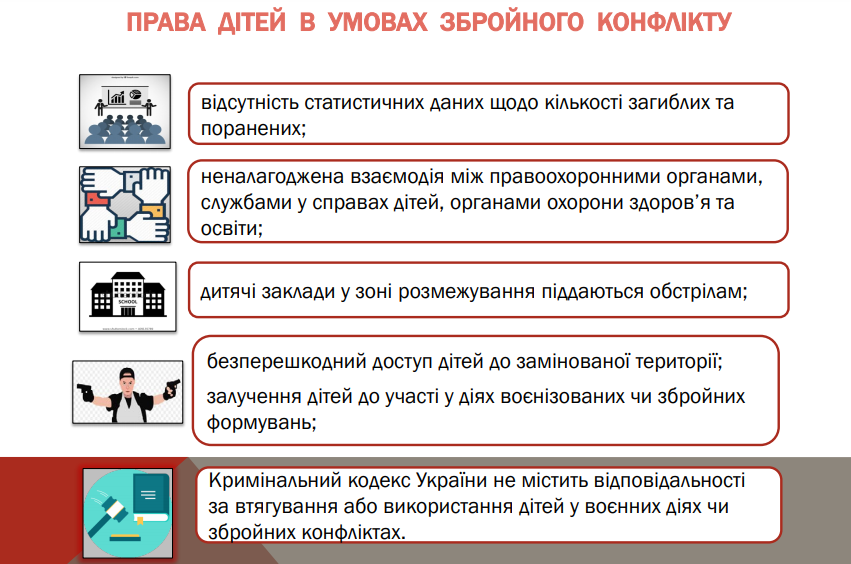 ПРАВА ДІТЕЙ В УМОВАХ ЗБРОЙНОГО КОНФЛІКТУ
відсутність статистичних даних щодо кількості загиблих та
поранених;
неналагоджена взаємодія між правоохоронними органами,
службами у справах дітей, органами охорони здоров’я та
освіти;
SCHOOL
дитячі заклади у зоні розмежування піддаються обстрілам;
безперешкодний доступ дітей до замінованої території;
залучення дітей до участі у діях воєнізованих чи збройних
формувань;
Кримінальний кодекс України не містить відповідальності
за втягування або використання дітей у воєнних діях чи
збройних конфліктах.